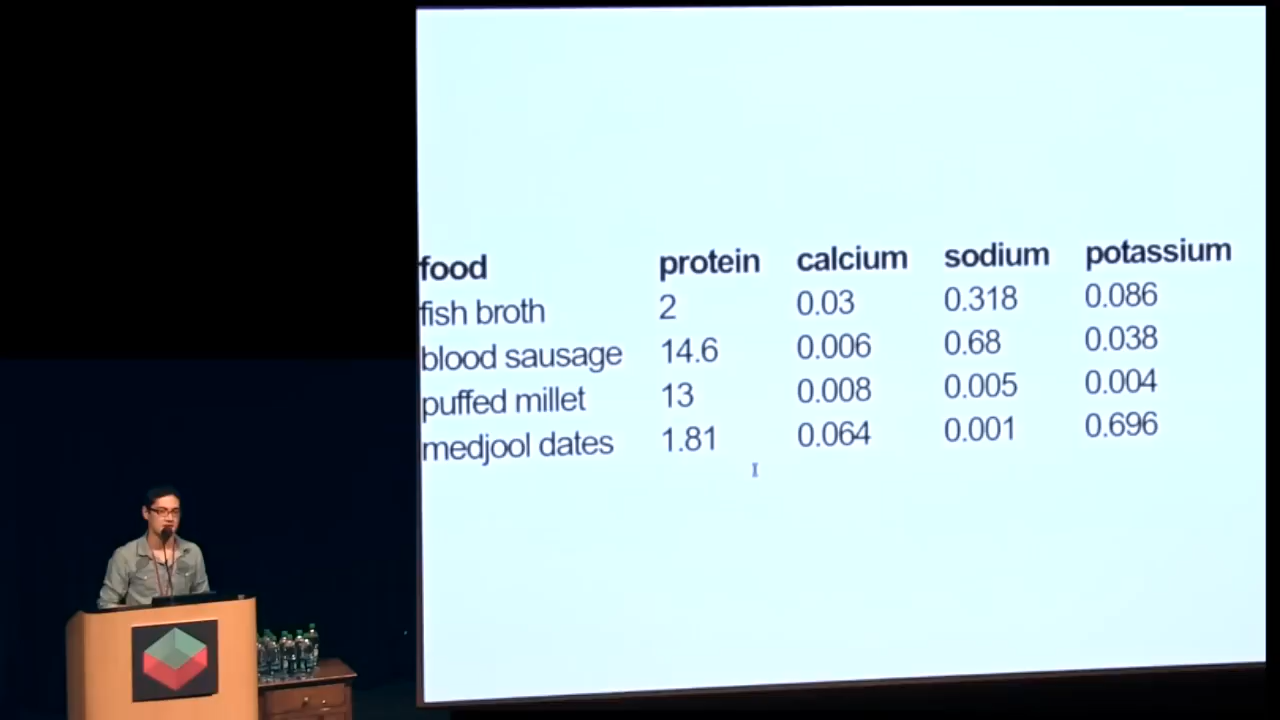 food protein calcium sodium potassium
fish broth 2 0.03 0.318 0.086
blood sausage 14.6 0.006 0.68 0.038
puffed millet 13 0.008 0.005 0.004
medjool dates 1.81 0.064 0.001 0.696